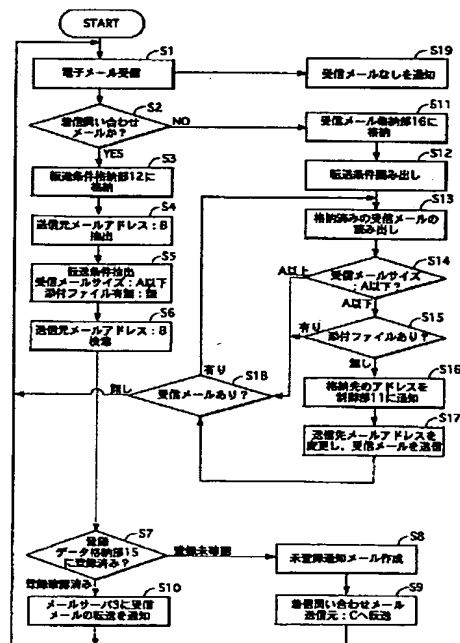 START
S1
電子メール受信
S19
受信メールなしを通知
S2
着信問い合わせ
メールか？
NO
YES
S11
受信メール格納部16に
格納
S3
転送条件格納部12に
格納
S12
転送条件読み出し
S4
送信元メールアドレス：B
抽出
S13
格納済みの受信メールの
読み出し
S5
転送条件抽出
受信メールサイズ：A以下
添付ファイル有無：無
S14
受信メールサイズ
：A以下？
A以上
A以下
S6
送信元メールアドレス：B
検索
S15
添付ファイルあり？
有り
無し
S16
格納先のアドレスを
制御部11に通知
S17
送信先メールアドレスを
変更し、受信メールを送信
S18
受信メールあり？
有り
無し
S7
登録
データ格納部15
に登録済み？
登録未確認
登録確認済み
S8
未登録通知メール作成
S9
着信問い合わせメール
送信元：Cへ転送
S10
メールサーバ3に受信
メールの転送を通知